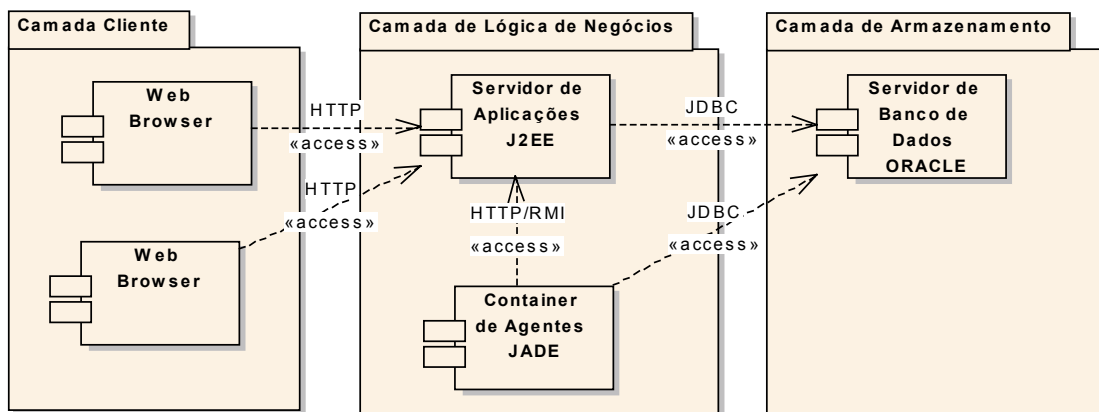 Camada Cliente
Web
Browser
Web
Browser
HTTP
«access»
HTTP
«access»
Camada de Lógica de Negócios
Servidor de
Aplicações
J2EE
HTTP/RMI
«access»
Container
de Agentes
JADE
JDBC
«access»
JDBC
«access»
Camada de Armazenamento
Servidor de
Banco de
Dados
ORACLE